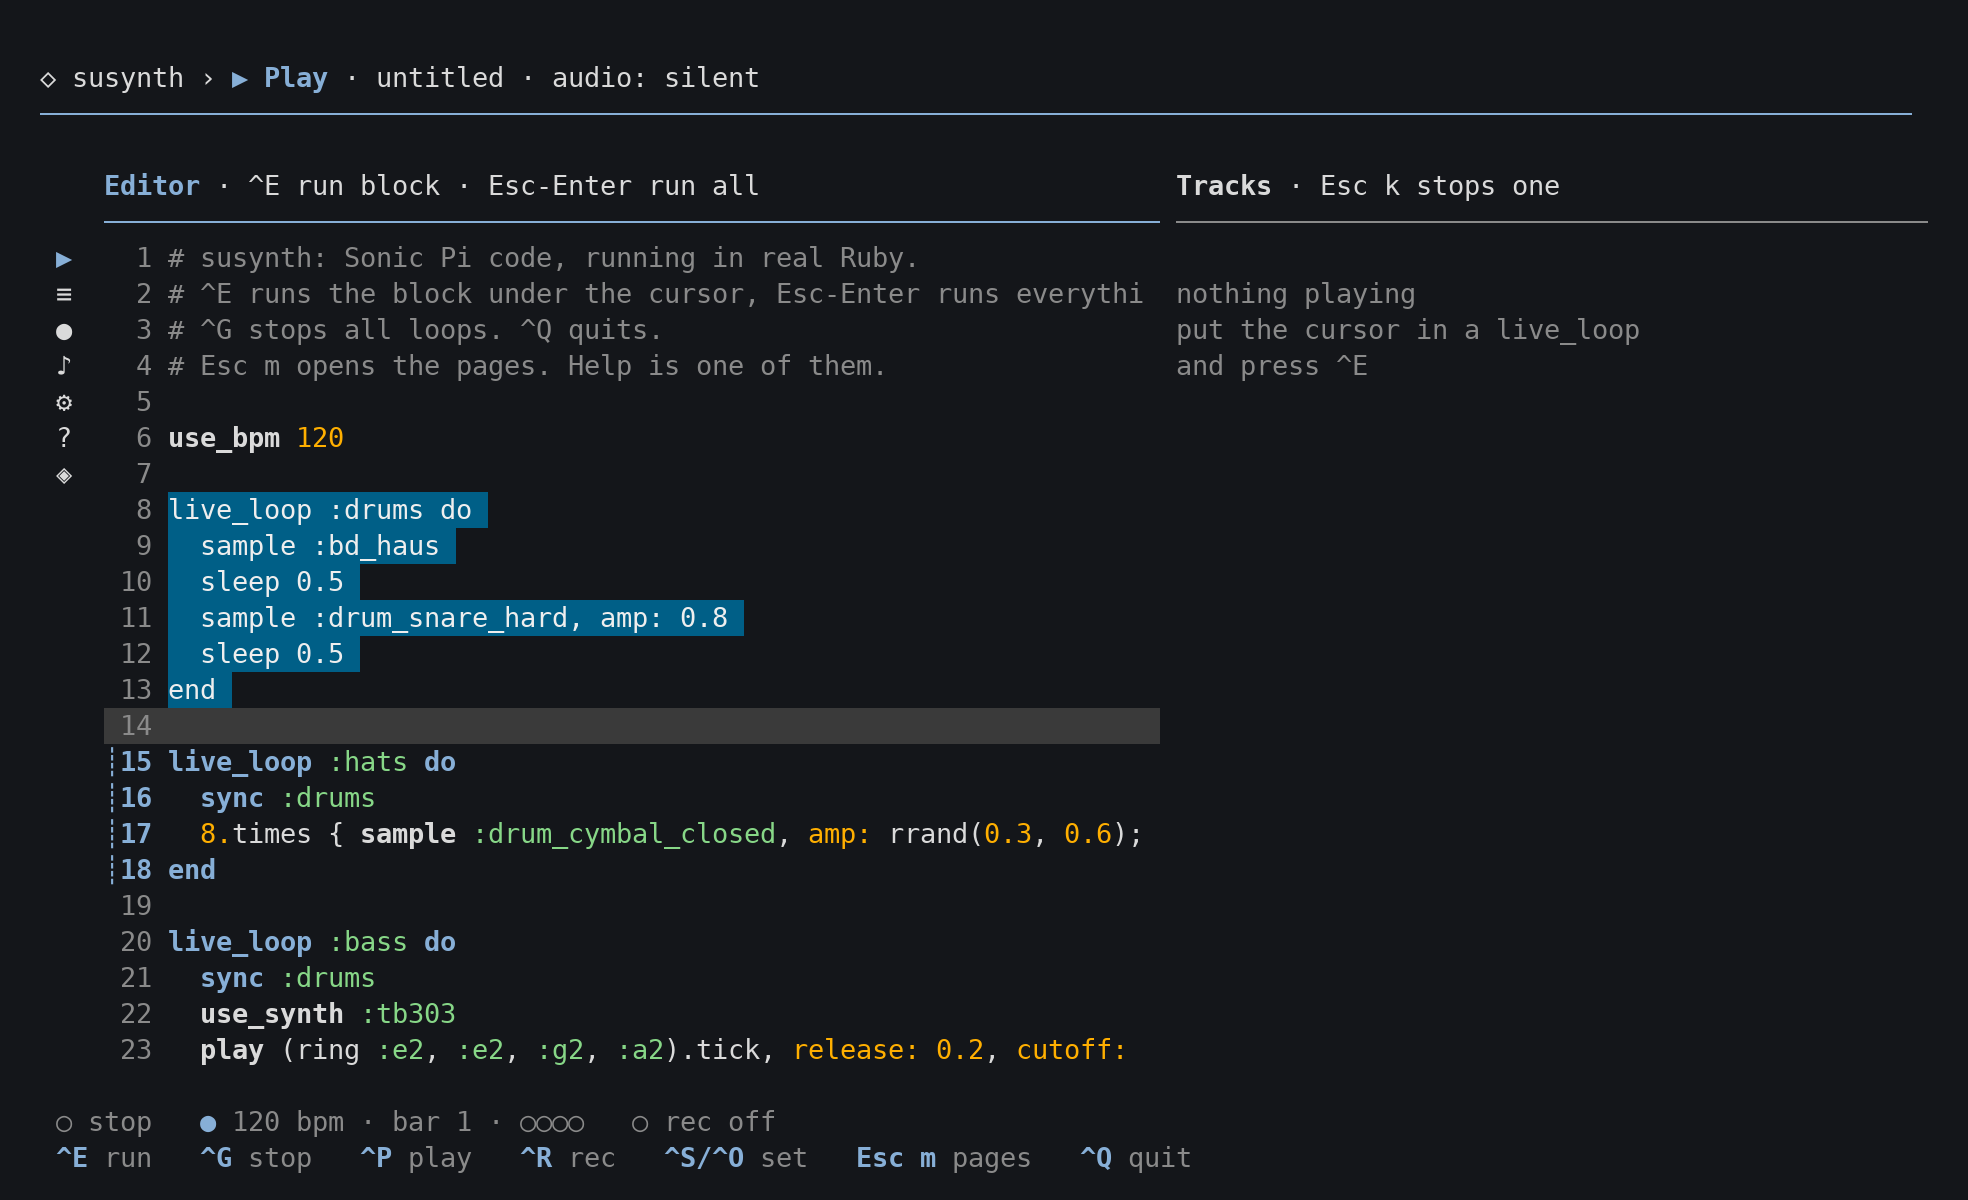 ◇ susynth › ▶ Play · untitled · audio: silent
Editor · ^E run block · Esc-Enter run all
Tracks · Esc k stops one
▶ 1 # susynth: Sonic Pi code, running in real Ruby.
≡ 2 # ^E runs the block under the cursor, Esc-Enter runs everythi
● 3 # ^G stops all loops. ^Q quits.
♪ 4 # Esc m opens the pages. Help is one of them.
⚙ 5
? 6 use_bpm 120
◈ 7
8 live_loop :drums do
9   sample :bd_haus
10   sleep 0.5
11   sample :drum_snare_hard, amp: 0.8
12   sleep 0.5
13 end
14
15 live_loop :hats do
16   sync :drums
17   8.times { sample :drum_cymbal_closed, amp: rrand(0.3, 0.6);
18 end
19
20 live_loop :bass do
21   sync :drums
22   use_synth :tb303
23   play (ring :e2, :e2, :g2, :a2).tick, release: 0.2, cutoff:
nothing playing
put the cursor in a live_loop
and press ^E
○ stop   ● 120 bpm · bar 1 · ○○○○   ○ rec off
^E run   ^G stop   ^P play   ^R rec   ^S/^O set   Esc m pages   ^Q quit